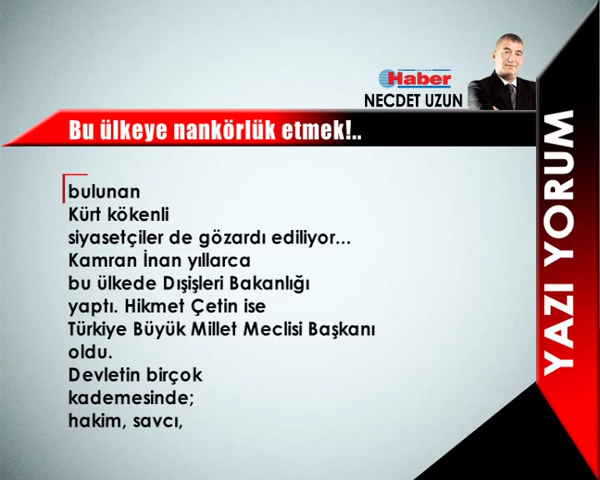 Haber
NECDET UZUN
Bu ülkeye nankörlük etmek!..
bulunan
Kürt kökenli
siyasetçiler de gözardı ediliyor...
Kamran İnan yıllarca
bu ülkede Dışişleri Bakanlığı
yaptı. Hikmet Çetin ise
Türkiye Büyük Millet Meclisi Başkanı
oldu.
Devletin birçok
kademesinde;
hakim, savcı,
YAZI YORUM